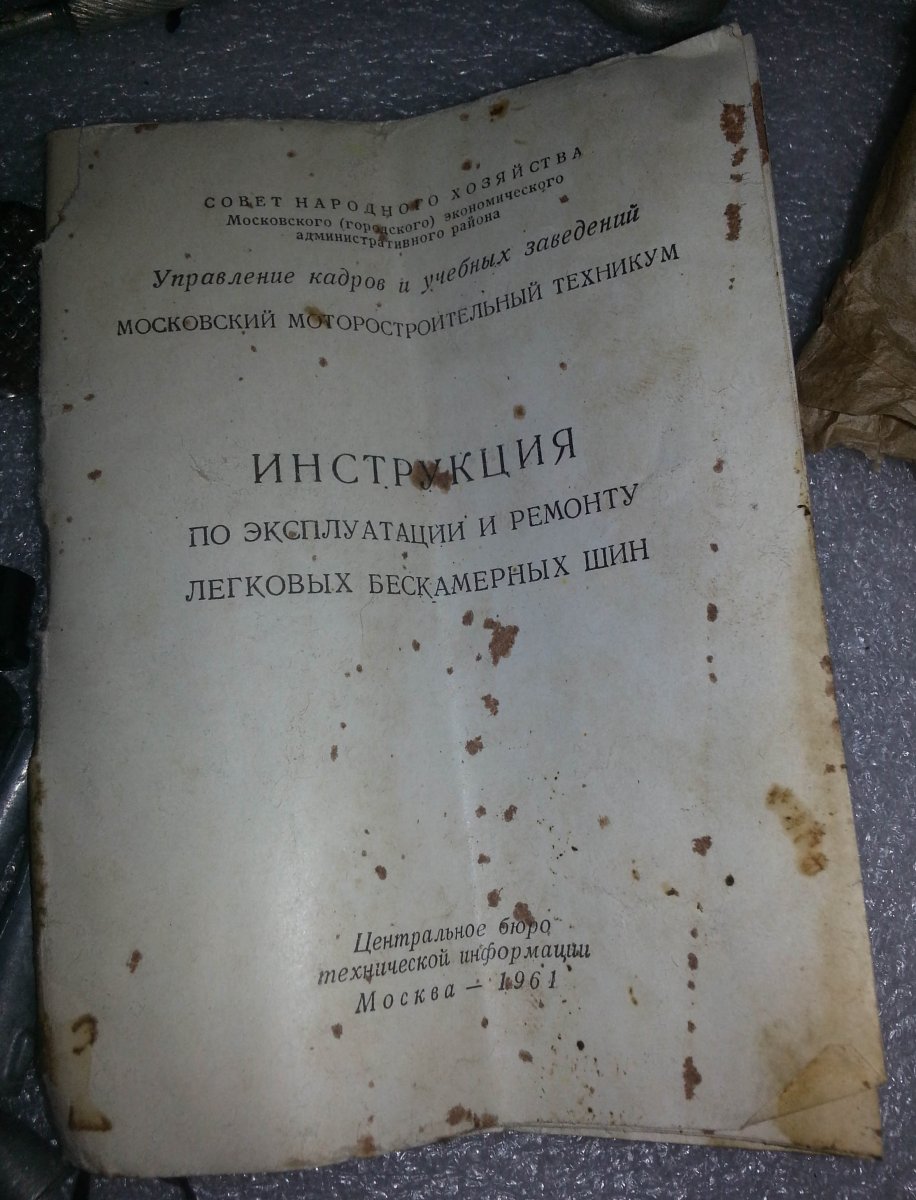 СОВЕТ НАРОДНОГО ХОЗЯЙСТВА
Московского (городского) экономического
административного района
Управление кадров и учебных заведений
МОСКОВСКИЙ МОТОРОСТРОИТЕЛЬНЫЙ ТЕХНИКУМ
ИНСТРУКЦИЯ
ПО ЭКСПЛУАТАЦИИ И РЕМОНТУ
ЛЕГКОВЫХ БЕСКАМЕРНЫХ ШИН
Центральное бюро
технической информации
Москва — 1961